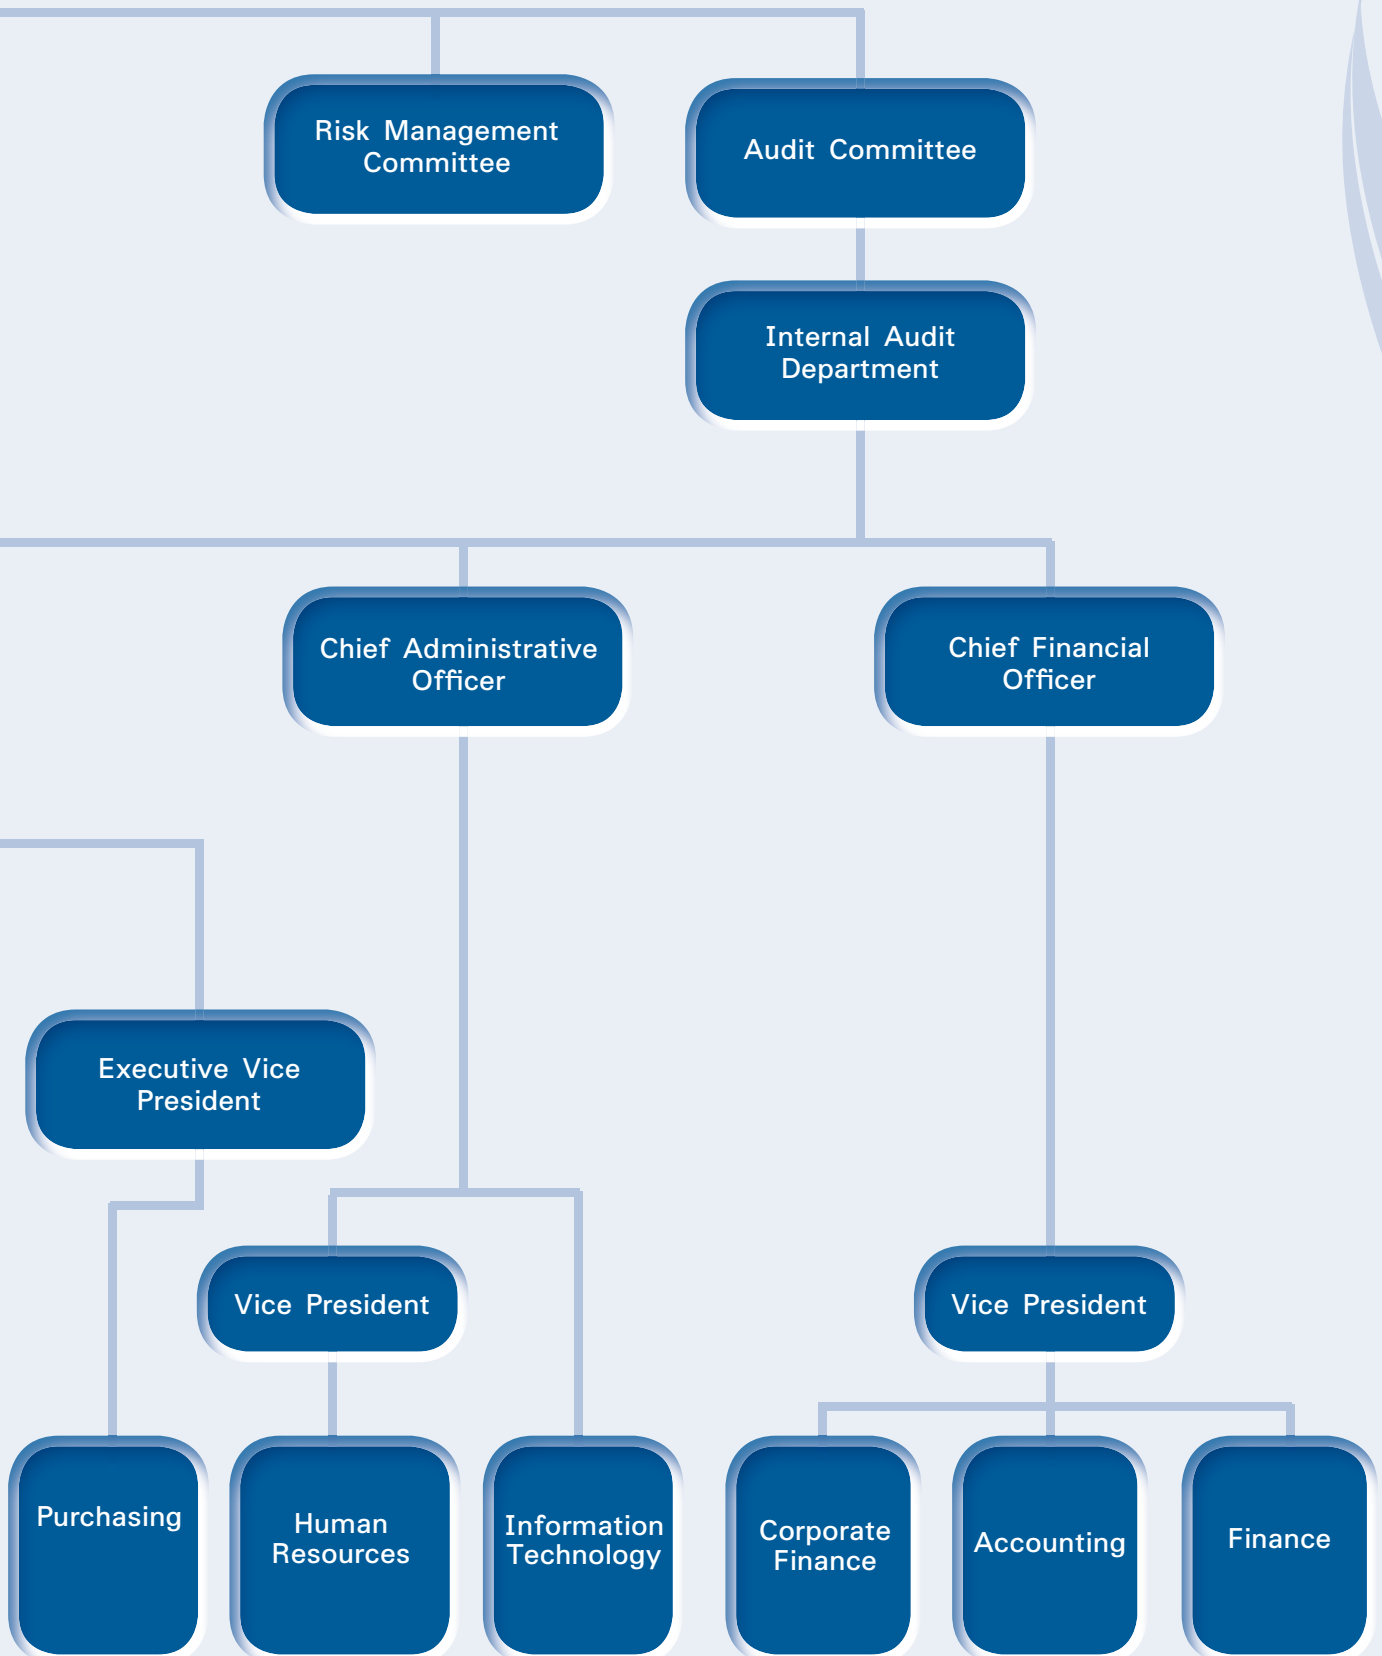 Risk Management
Committee
Audit Committee
Internal Audit
Department
Chief Administrative
Officer
Chief Financial
Officer
Executive Vice
President
Vice President
Vice President
Purchasing
Human
Resources
Information
Technology
Corporate
Finance
Accounting
Finance